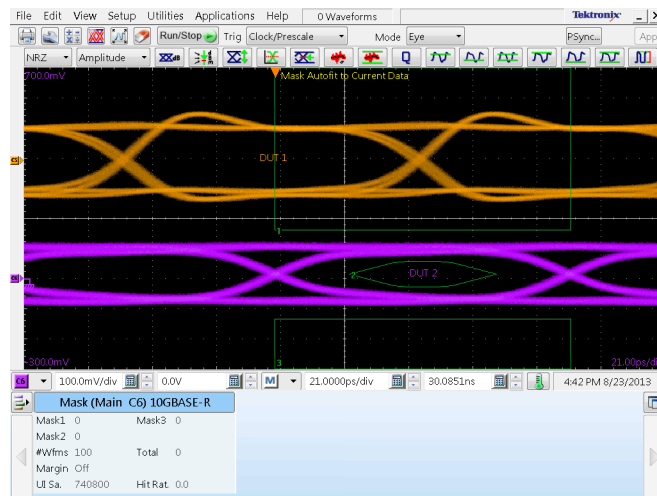 File Edit View Setup Utilities Applications Help 0 Waveforms Tektronix
Run/Stop Trig Clock/Prescale Mode Eye PSync... App
NRZ Amplitude
700.0mV Mask Autofit to Current Data
C5 DUT 1
1
C6 2 DUT 2
3
-300.0mV 21.00ps/
C6 100.0mV/div 0.0V M 21.0000ps/div 30.0851ns 4:42 PM 8/23/2013
Mask (Main C6) 10GBASE-R
Mask1 0 Mask3 0
Mask2 0
#Wfms 100 Total 0
Margin Off
UI Sa. 740800 Hit Rat. 0.0